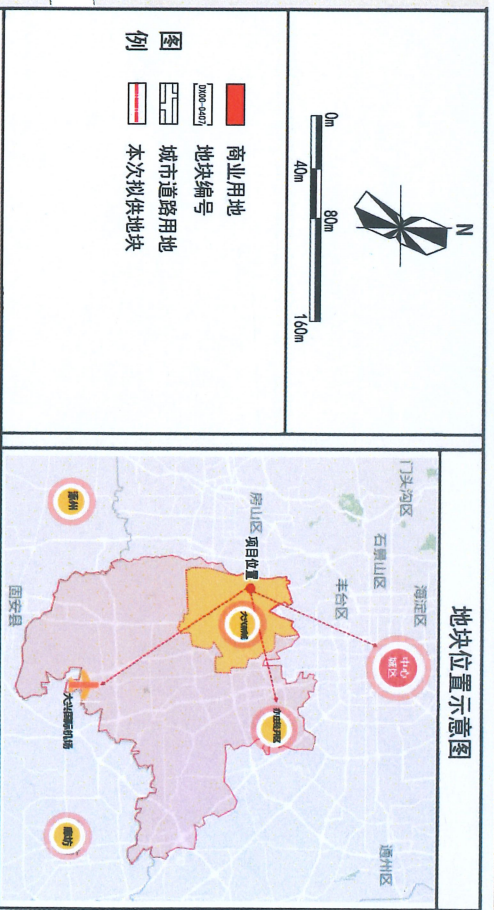 N
0m 40m 80m 160m
图例
商业用地
DX00-0407
地块编号
城市道路用地
本次拟供地块
地块位置示意图
门头沟区
石景山区
海淀区
丰台区
房山区
通州区
中心
城区
项目位置
大兴新城
亦庄经开区
大兴国际机场
涿州
固安县
廊坊